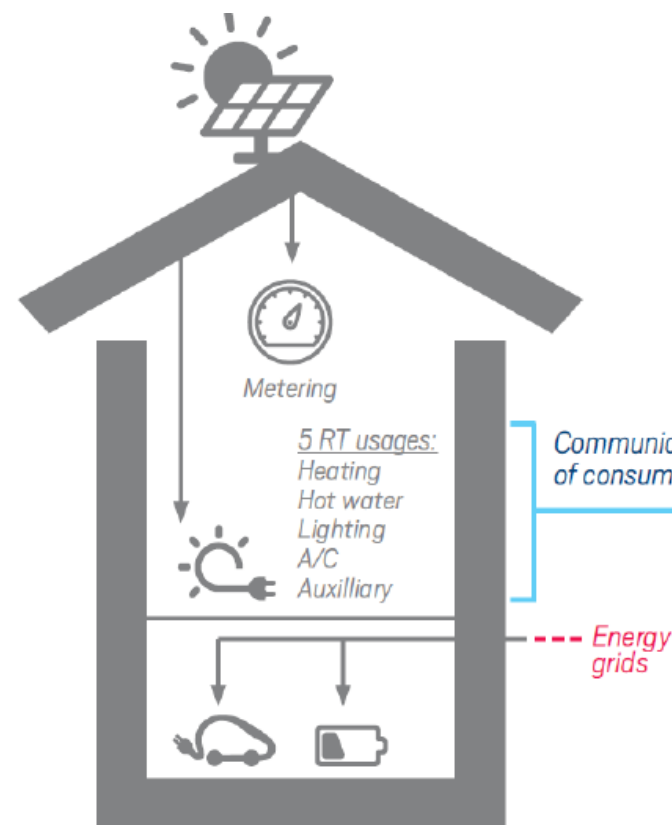 Metering
5 RT usages:
Heating
Hot water
Lighting
A/C
Auxilliary
Communic
of consum
Energy
grids